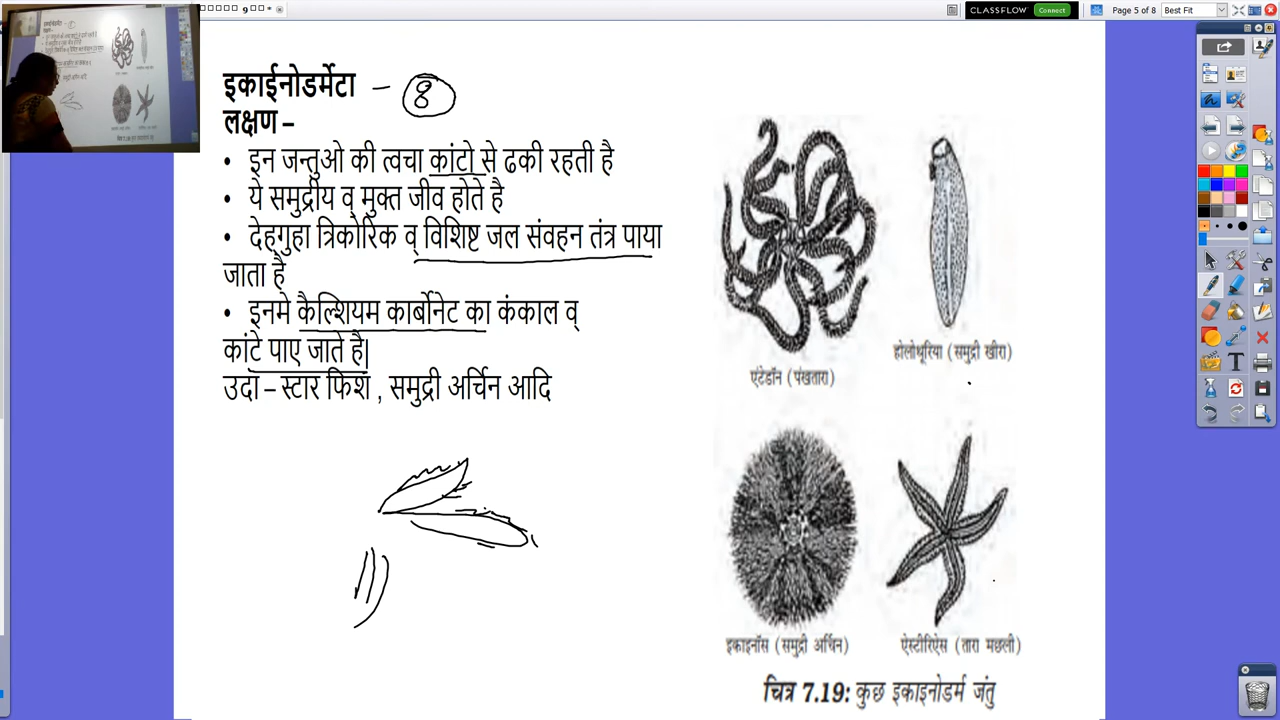 9
CLASSFLOW Connect
Page 5 of 8
Best Fit
इकाईनोडर्मेटा – 8
लक्षण –
• इन जन्तुओ की त्वचा कांटो से ढकी रहती है
• ये समुद्रीय व् मुक्त जीव होते है
• देहगुहा त्रिकोरिक व् विशिष्ट जल संवहन तंत्र पाया
जाता है
• इनमे कैल्शियम कार्बोनेट का कंकाल व्
कांटे पाए जाते है|
उदा – स्टार फिश , समुद्री अर्चिन आदि
एंटेडॉन (पंखतारा)
होलोथूरिया (समुद्री खीरा)
इकाइनॉस (समुद्री अर्चिन)
ऐस्टीरिऐस (तारा मछली)
चित्र 7.19: कुछ इकाइनोडर्म जंतु